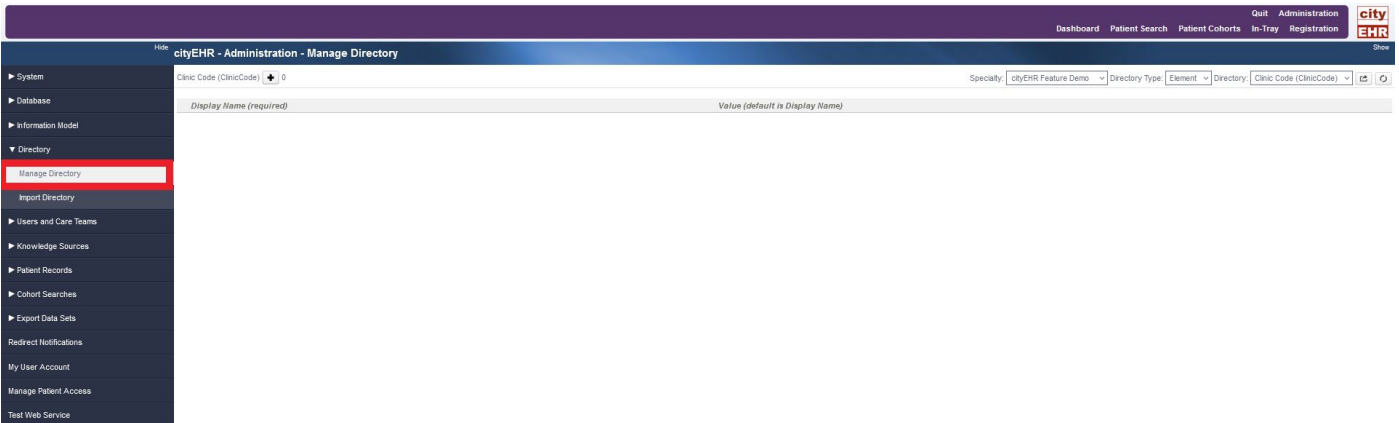 Quit Administration
city
EHR
Dashboard Patient Search Patient Cohorts In-Tray Registration
Hide
cityEHR - Administration - Manage Directory
Show
► System
Clinic Code (ClinicCode) + 0
Specialty: cityEHR Feature Demo Directory Type: Element Directory: Clinic Code (ClinicCode)
► Database
Display Name (required) Value (default is Display Name)
► Information Model
▼ Directory
Manage Directory
Import Directory
► Users and Care Teams
► Knowledge Sources
► Patient Records
► Cohort Searches
► Export Data Sets
Redirect Notifications
My User Account
Manage Patient Access
Test Web Service